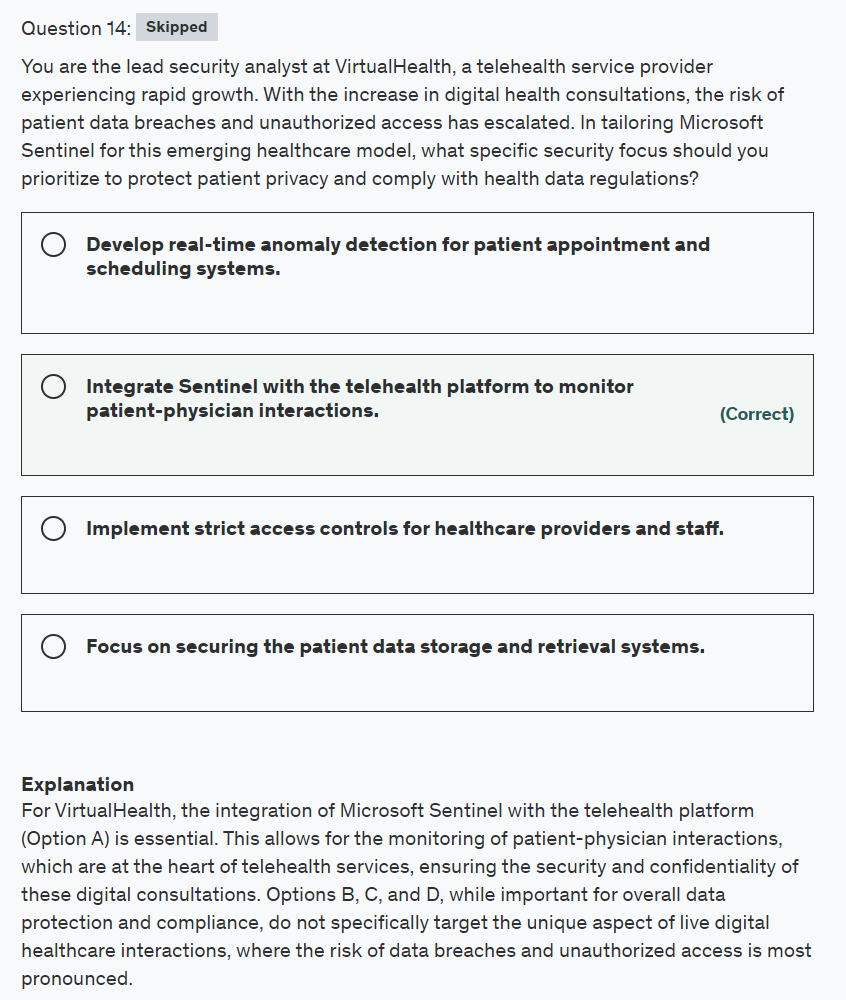 Question 14: Skipped
You are the lead security analyst at VirtualHealth, a telehealth service provider
experiencing rapid growth. With the increase in digital health consultations, the risk of
patient data breaches and unauthorized access has escalated. In tailoring Microsoft
Sentinel for this emerging healthcare model, what specific security focus should you
prioritize to protect patient privacy and comply with health data regulations?
Develop real-time anomaly detection for patient appointment and
scheduling systems.
Integrate Sentinel with the telehealth platform to monitor
patient-physician interactions.
(Correct)
Implement strict access controls for healthcare providers and staff.
Focus on securing the patient data storage and retrieval systems.
Explanation
For VirtualHealth, the integration of Microsoft Sentinel with the telehealth platform
(Option A) is essential. This allows for the monitoring of patient-physician interactions,
which are at the heart of telehealth services, ensuring the security and confidentiality of
these digital consultations. Options B, C, and D, while important for overall data
protection and compliance, do not specifically target the unique aspect of live digital
healthcare interactions, where the risk of data breaches and unauthorized access is most
pronounced.